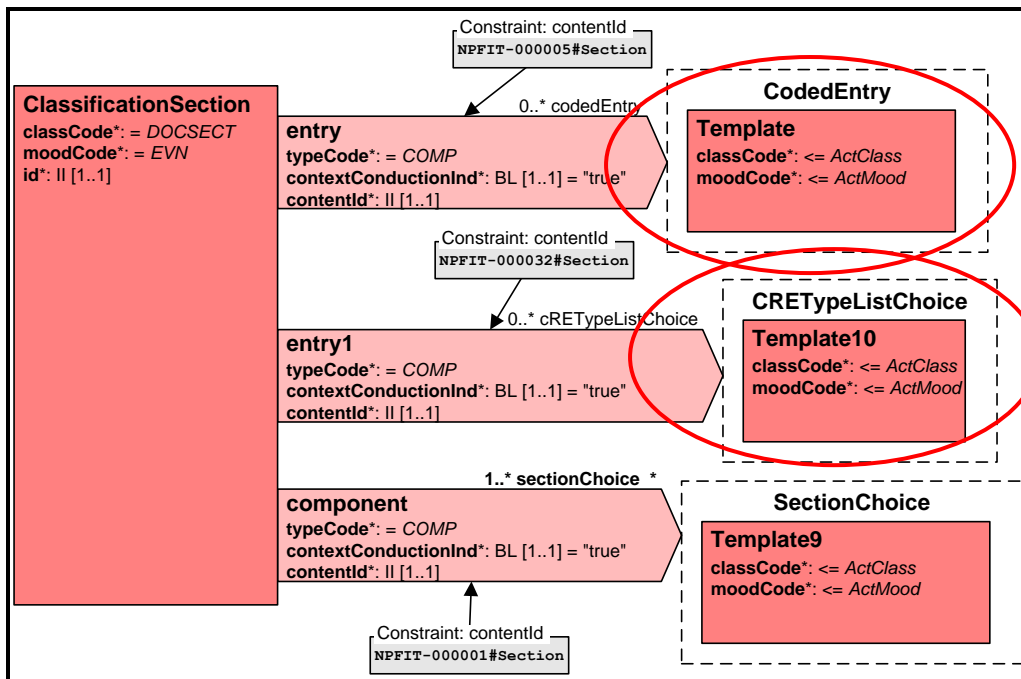 Constraint: contentId
NPFIT-000005#Section
ClassificationSection
classCode*: = DOCSECT
moodCode*: = EVN
id*: II [1..1]
0..* codedEntry
entry
typeCode*: = COMP
contextConductionInd*: BL [1..1] = "true"
contentId*: II [1..1]
CodedEntry
Template
classCode*: <= ActClass
moodCode*: <= ActMood
Constraint: contentId
NPFIT-000032#Section
0..* cRETypeListChoice
entry1
typeCode*: = COMP
contextConductionInd*: BL [1..1] = "true"
contentId*: II [1..1]
CRETypeListChoice
Template10
classCode*: <= ActClass
moodCode*: <= ActMood
1..* sectionChoice *
component
typeCode*: = COMP
contextConductionInd*: BL [1..1] = "true"
contentId*: II [1..1]
SectionChoice
Template9
classCode*: <= ActClass
moodCode*: <= ActMood
Constraint: contentId
NPFIT-000001#Section